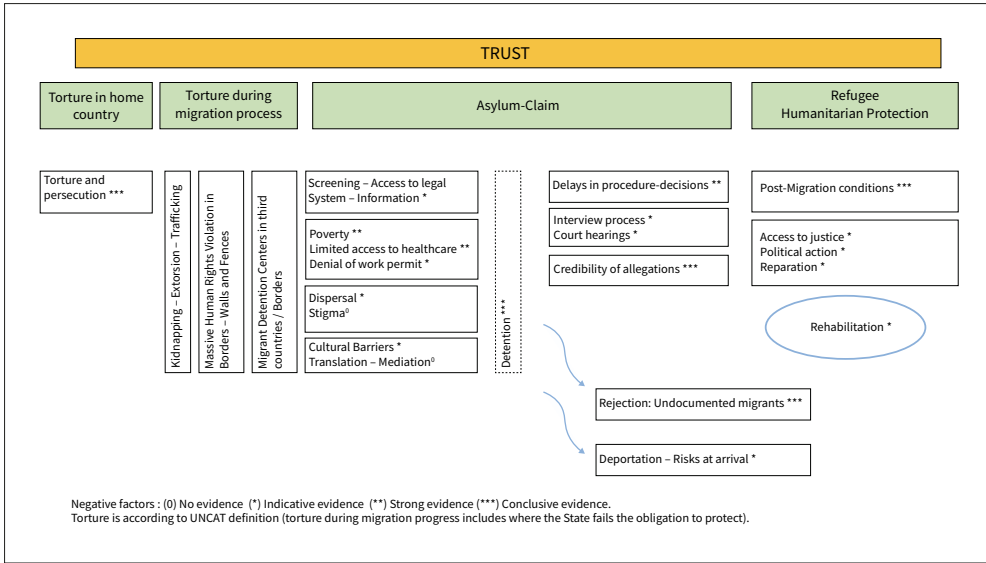 TRUST
Torture in home
country
Torture during
migration process
Asylum-Claim
Refugee
Humanitarian Protection
Torture and
persecution ***
Kidnapping – Extorsion – Trafficking
Massive Human Rights Violation in
Borders – Walls and Fences
Migrant Detention Centers in third
countries / Borders
Screening – Access to legal
System – Information *
Poverty **
Limited access to healthcare **
Denial of work permit *
Dispersal *
Stigma⁰
Cultural Barriers *
Translation – Mediation⁰
Detention ***
Delays in procedure-decisions **
Interview process *
Court hearings *
Credibility of allegations ***
Rejection: Undocumented migrants ***
Deportation – Risks at arrival *
Post-Migration conditions ***
Access to justice *
Political action *
Reparation *
Rehabilitation *
Negative factors : (0) No evidence (*) Indicative evidence (**) Strong evidence (***) Conclusive evidence.
Torture is according to UNCAT definition (torture during migration progress includes where the State fails the obligation to protect).